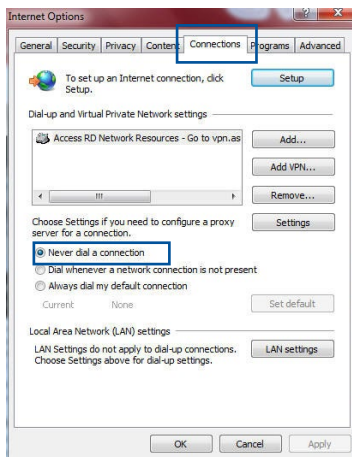 Internet Options
General Security Privacy Content Connections Programs Advanced
To set up an Internet connection, click
Setup.
Setup
Dial-up and Virtual Private Network settings
Access RD Network Resources - Go to vpn.as
Add...
Add VPN...
Remove...
Choose Settings if you need to configure a proxy
server for a connection.
Settings
Never dial a connection
Dial whenever a network connection is not present
Always dial my default connection
Current None
Set default
Local Area Network (LAN) settings
LAN Settings do not apply to dial-up connections.
Choose Settings above for dial-up settings.
LAN settings
OK Cancel Apply